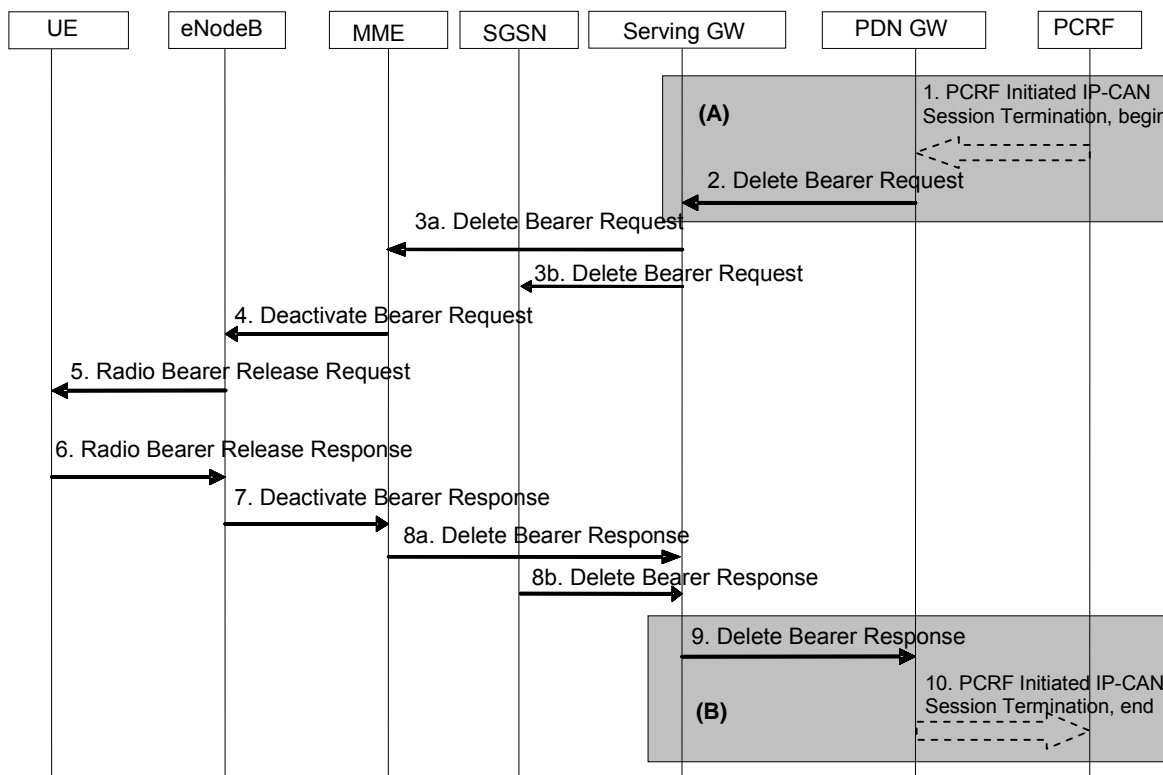 UE
eNodeB
MME
SGSN
Serving GW
PDN GW
PCRF
(A)
1. PCRF Initiated IP-CAN
Session Termination, begin
2. Delete Bearer Request
3a. Delete Bearer Request
3b. Delete Bearer Request
4. Deactivate Bearer Request
5. Radio Bearer Release Request
6. Radio Bearer Release Response
7. Deactivate Bearer Response
8a. Delete Bearer Response
8b. Delete Bearer Response
9. Delete Bearer Response
10. PCRF Initiated IP-CAN
Session Termination, end
(B)